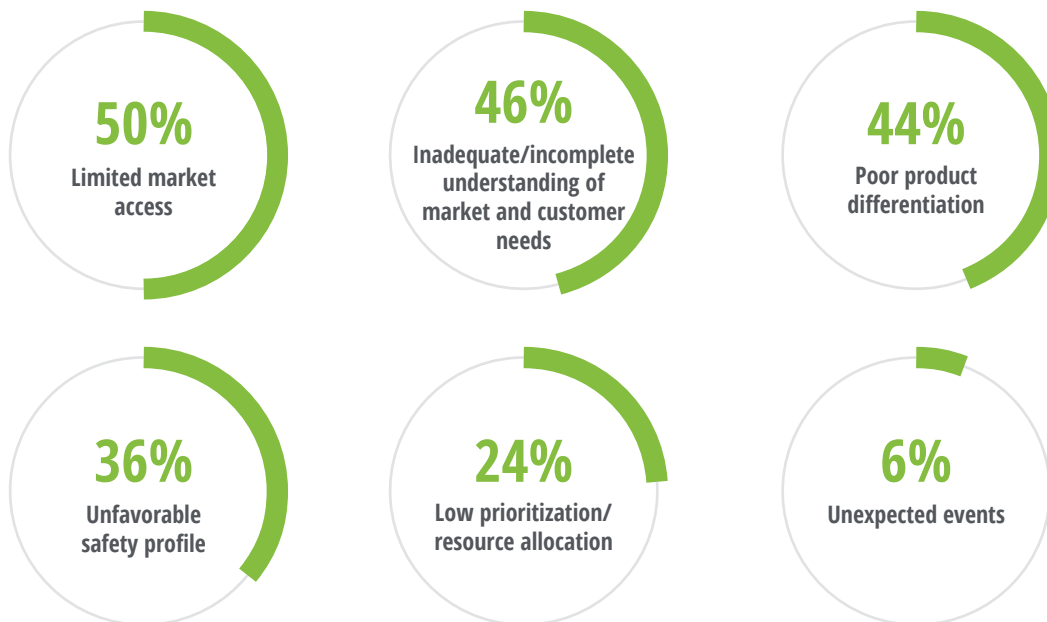 50%
Limited market
access
46%
Inadequate/incomplete
understanding of
market and customer
needs
44%
Poor product
differentiation
36%
Unfavorable
safety profile
24%
Low prioritization/
resource allocation
6%
Unexpected events